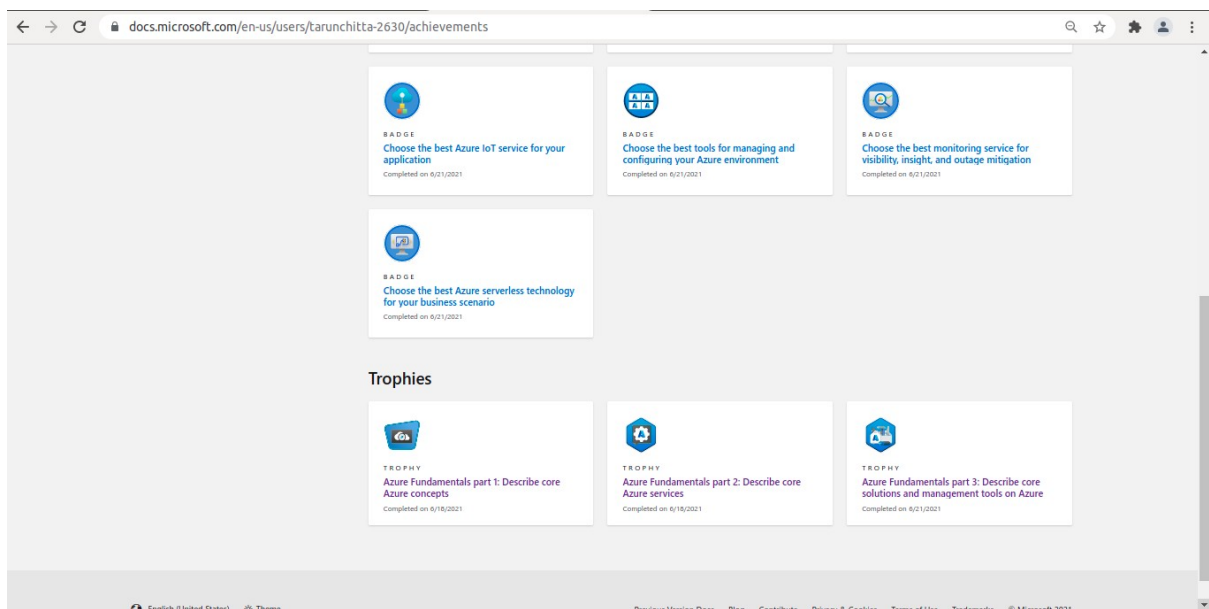 docs.microsoft.com/en-us/users/tarunchitta-2630/achievements
BADGE
Choose the best Azure IoT service for your
application
Completed on 6/21/2021
BADGE
Choose the best tools for managing and
configuring your Azure environment
Completed on 6/21/2021
BADGE
Choose the best monitoring service for
visibility, insight, and outage mitigation
Completed on 6/21/2021
BADGE
Choose the best Azure serverless technology
for your business scenario
Completed on 6/21/2021
Trophies
TROPHY
Azure Fundamentals part 1: Describe core
Azure concepts
Completed on 6/18/2021
TROPHY
Azure Fundamentals part 2: Describe core
Azure services
Completed on 6/18/2021
TROPHY
Azure Fundamentals part 3: Describe core
solutions and management tools on Azure
Completed on 6/21/2021
English (United States) Theme
Previous Version Docs Blog Contribute Privacy & Cookies Terms of Use Trademarks © Microsoft 2021